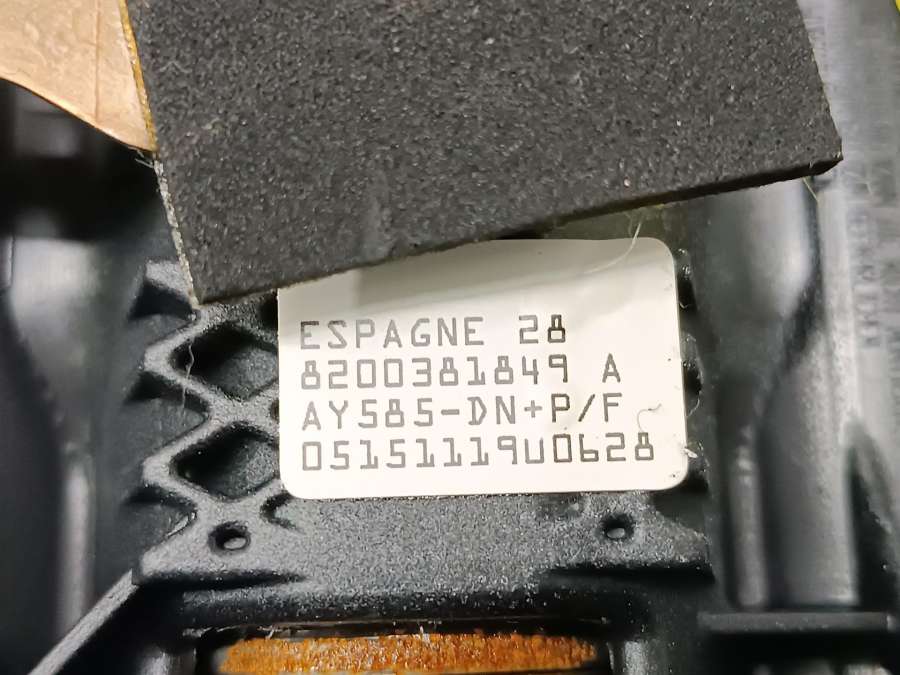 ESPAGNE 28
8200381849 A
AY585-DN+P/F
05151119U0628